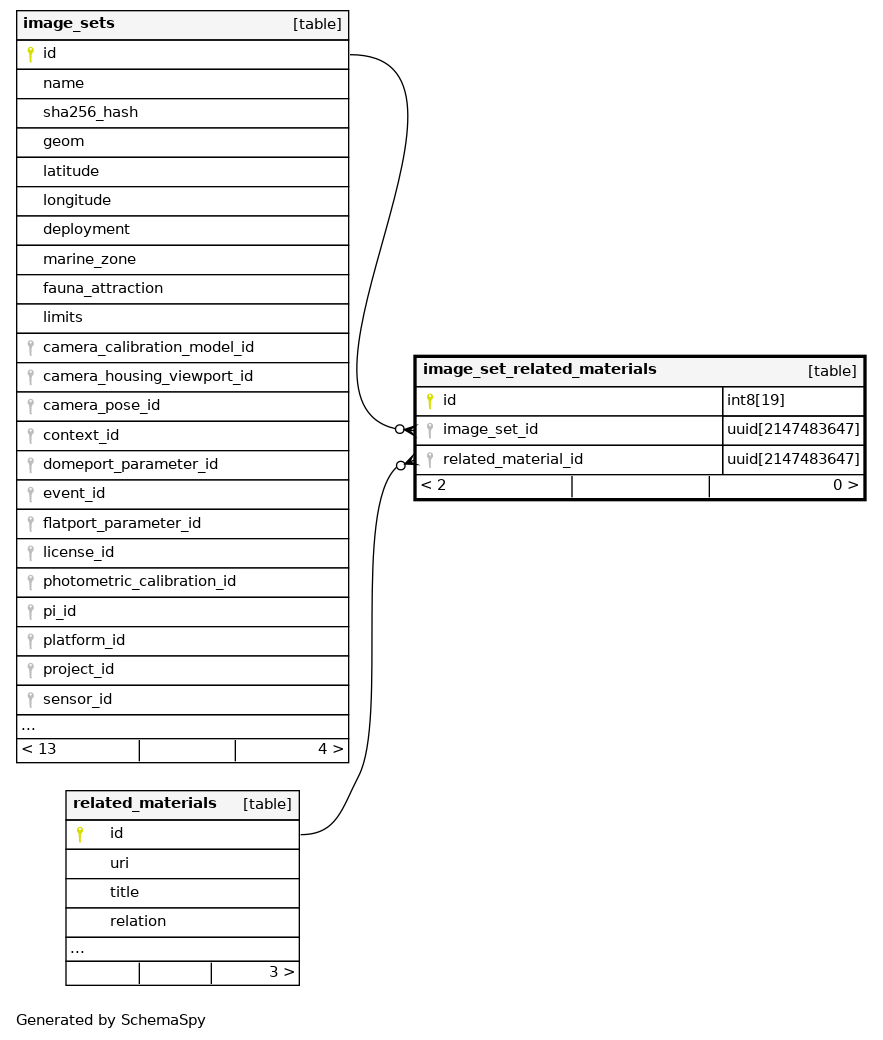 image_sets [table]
id
name
sha256_hash
geom
latitude
longitude
deployment
marine_zone
fauna_attraction
limits
camera_calibration_model_id
camera_housing_viewport_id
camera_pose_id
context_id
domeport_parameter_id
event_id
flatport_parameter_id
license_id
photometric_calibration_id
pi_id
platform_id
project_id
sensor_id
...
< 13 4 >
image_set_related_materials [table]
id int8[19]
image_set_id uuid[2147483647]
related_material_id uuid[2147483647]
< 2 0 >
related_materials [table]
id
uri
title
relation
...
3 >
Generated by SchemaSpy